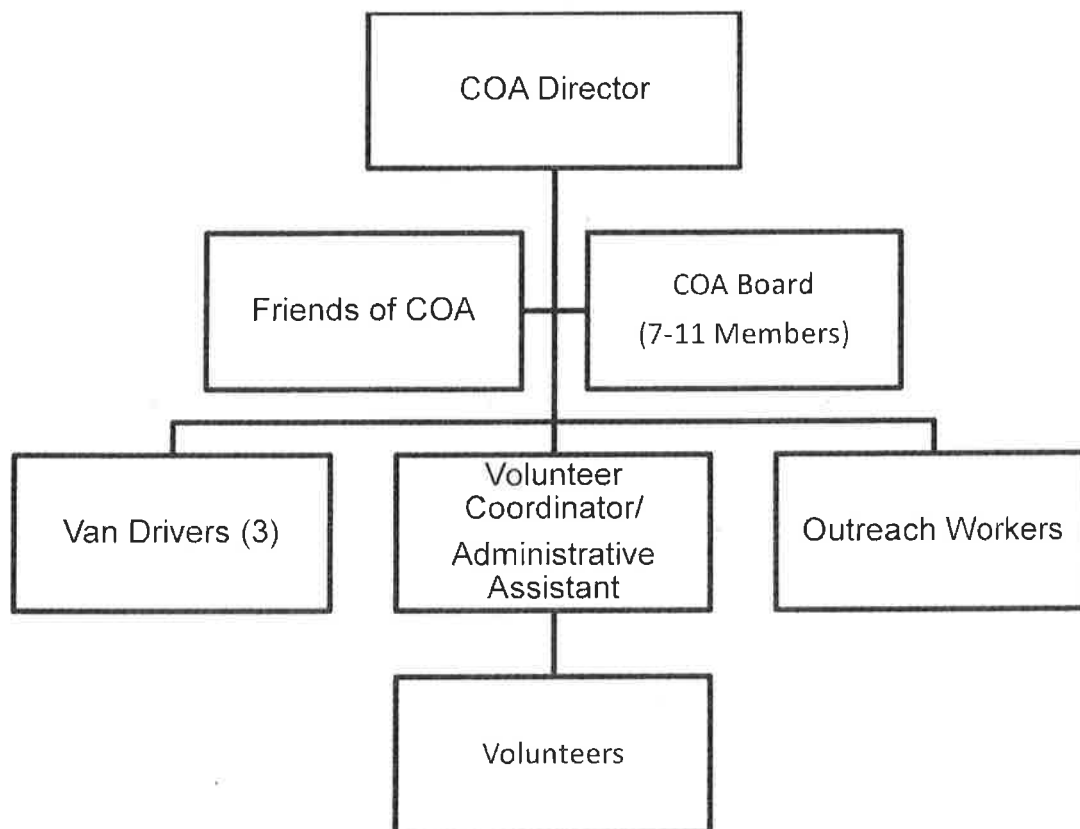 COA Director
Friends of COA
COA Board
(7-11 Members)
Van Drivers (3)
Volunteer
Coordinator/
Administrative
Assistant
Outreach Workers
Volunteers